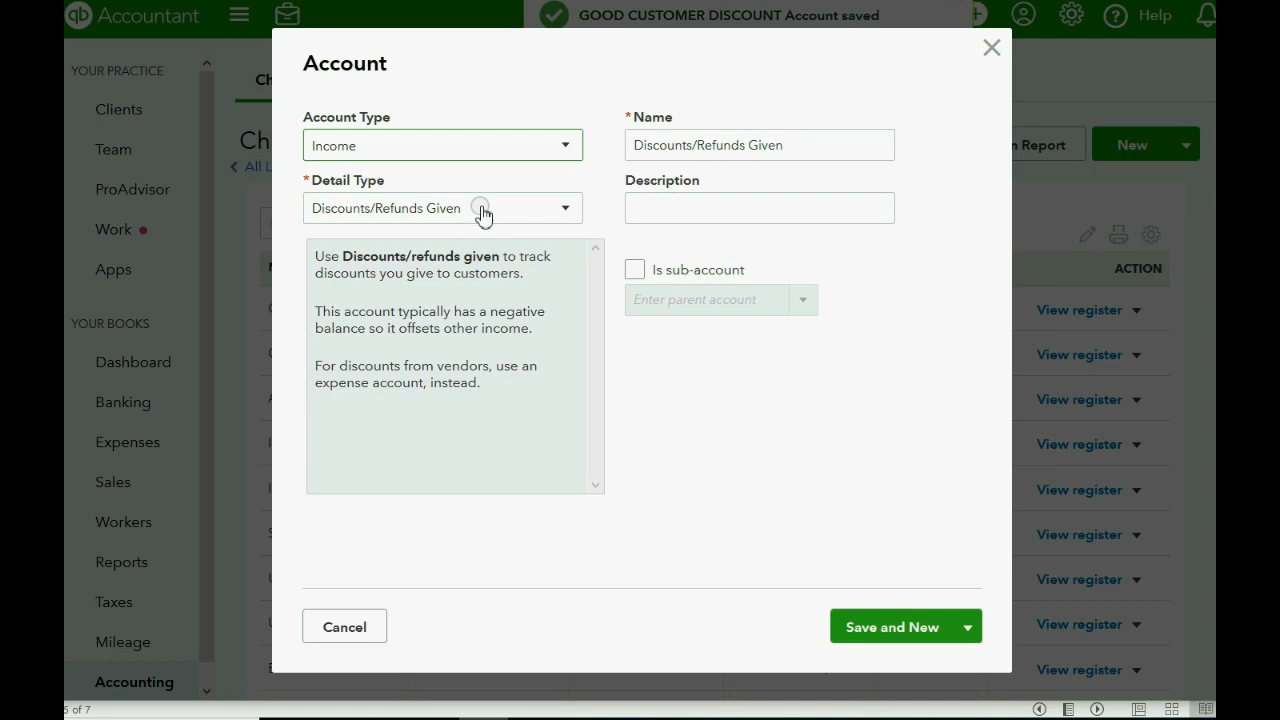 qb Accountant
GOOD CUSTOMER DISCOUNT Account saved
Help
YOUR PRACTICE
Clients
Team
ProAdvisor
Work
Apps
YOUR BOOKS
Dashboard
Banking
Expenses
Sales
Workers
Reports
Taxes
Mileage
Accounting
Ch
Ch
All L
n Report
New
ACTION
View register
View register
View register
View register
View register
View register
View register
View register
View register
Account
Account Type
Income
* Detail Type
Discounts/Refunds Given
Use Discounts/refunds given to track
discounts you give to customers.
This account typically has a negative
balance so it offsets other income.
For discounts from vendors, use an
expense account, instead.
* Name
Discounts/Refunds Given
Description
Is sub-account
Enter parent account
Cancel
Save and New
5 of 7